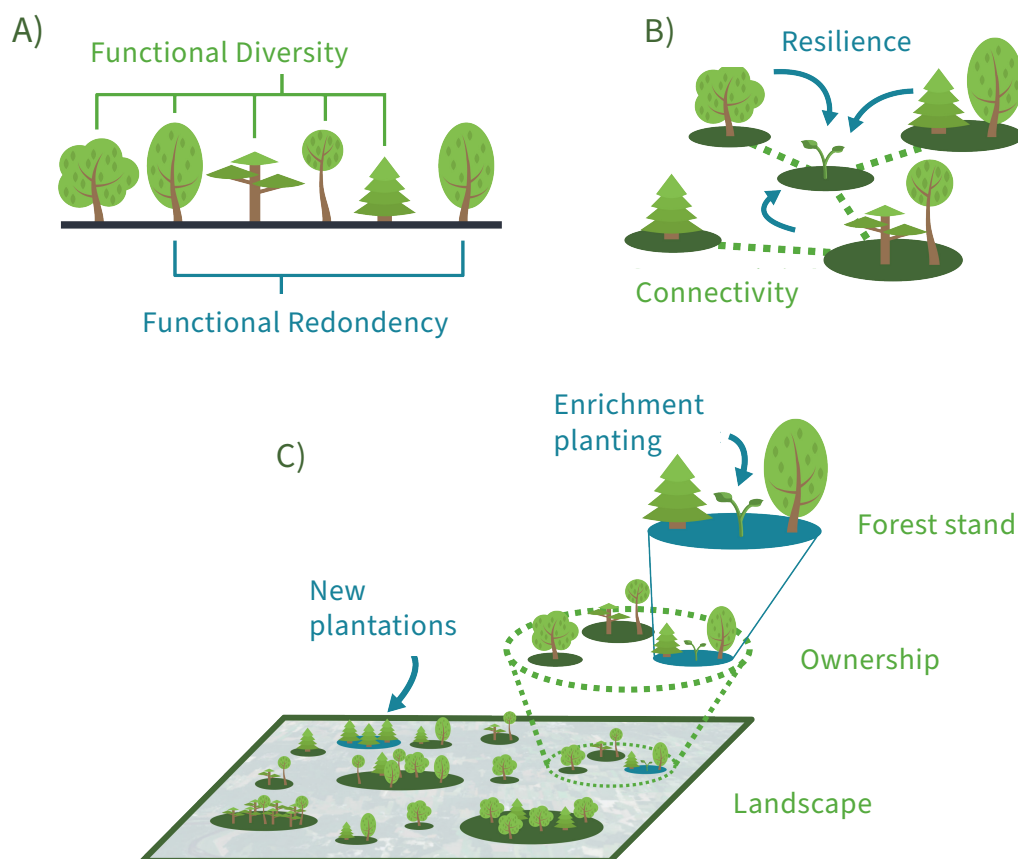 A)
Functional Diversity
Functional Redondency
B)
Resilience
Connectivity
C)
Enrichment
planting
Forest stand
New
plantations
Ownership
Landscape